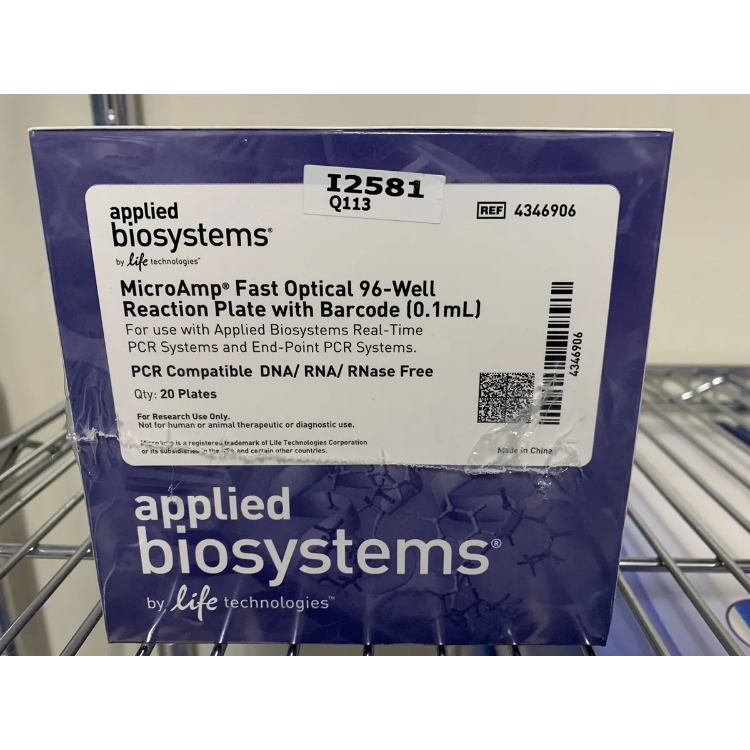 I2581
Q113
applied
biosystems®
by life technologies™
REF 4346906
MicroAmp® Fast Optical 96-Well
Reaction Plate with Barcode (0.1mL)
For use with Applied Biosystems Real-Time
PCR Systems and End-Point PCR Systems.
PCR Compatible DNA/ RNA/ RNase Free
Qty: 20 Plates
4346906
For Research Use Only.
Not for human or animal therapeutic or diagnostic use.
MicroAmp is a registered trademark of Life Technologies Corporation
or its subsidiaries in the and certain other countries.
Made in China
applied
biosystems®
by life technologies™